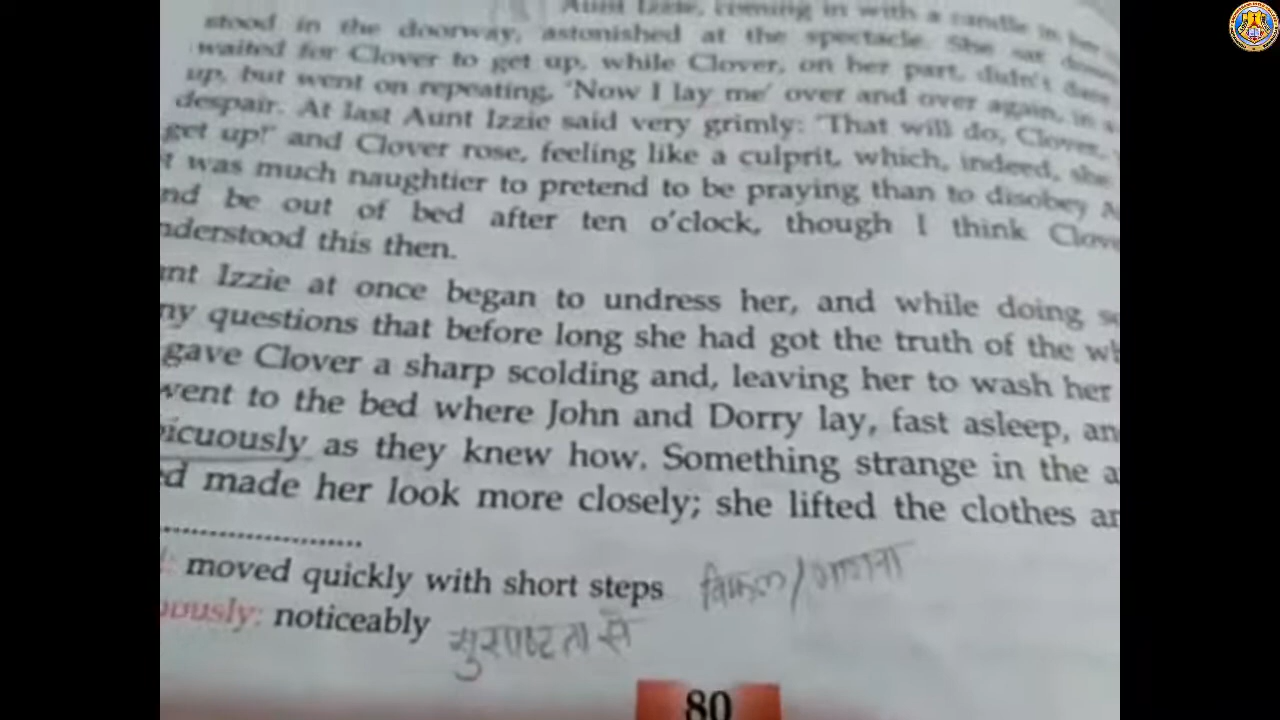 Aunt Izzie, coming in with a candle in her
stood in the doorway, astonished at the spectacle. She sat down
waited for Clover to get up, while Clover, on her part, didn't dare
up, but went on repeating, 'Now I lay me' over and over again, in a
despair. At last Aunt Izzie said very grimly: 'That will do, Clover,
get up!' and Clover rose, feeling like a culprit, which, indeed, she
t was much naughtier to pretend to be praying than to disobey A
nd be out of bed after ten o'clock, though I think Clov
nderstood this then.
unt Izzie at once began to undress her, and while doing s
ny questions that before long she had got the truth of the wh
gave Clover a sharp scolding and, leaving her to wash her
went to the bed where John and Dorry lay, fast asleep, an
icuously as they knew how. Something strange in the a
ed made her look more closely; she lifted the clothes an
moved quickly with short steps
uously: noticeably सुस्पष्टता से
80